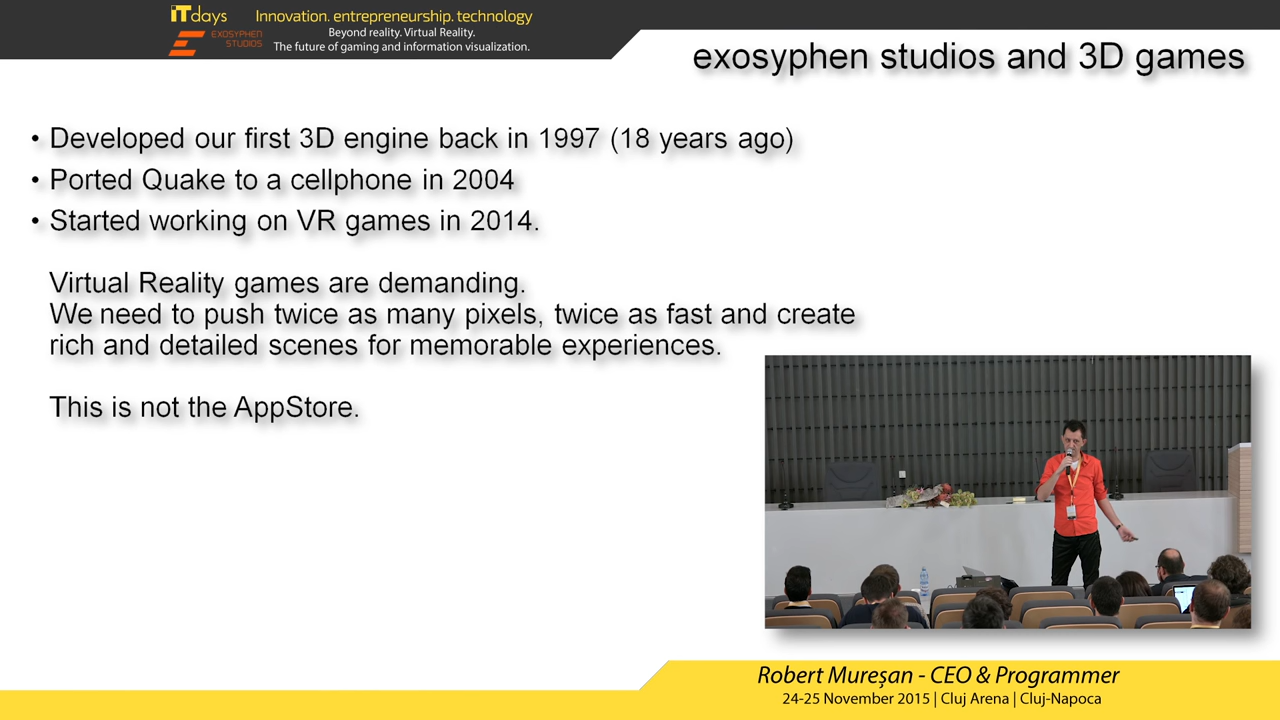 iTdays
Innovation. entrepreneurship. technology
EXOSYPHEN
STUDIOS
Beyond reality. Virtual Reality.
The future of gaming and information visualization.
exosyphen studios and 3D games
• Developed our first 3D engine back in 1997 (18 years ago)
• Ported Quake to a cellphone in 2004
• Started working on VR games in 2014.
Virtual Reality games are demanding.
We need to push twice as many pixels, twice as fast and create
rich and detailed scenes for memorable experiences.
This is not the AppStore.
Robert Mureșan - CEO & Programmer
24-25 November 2015 | Cluj Arena | Cluj-Napoca